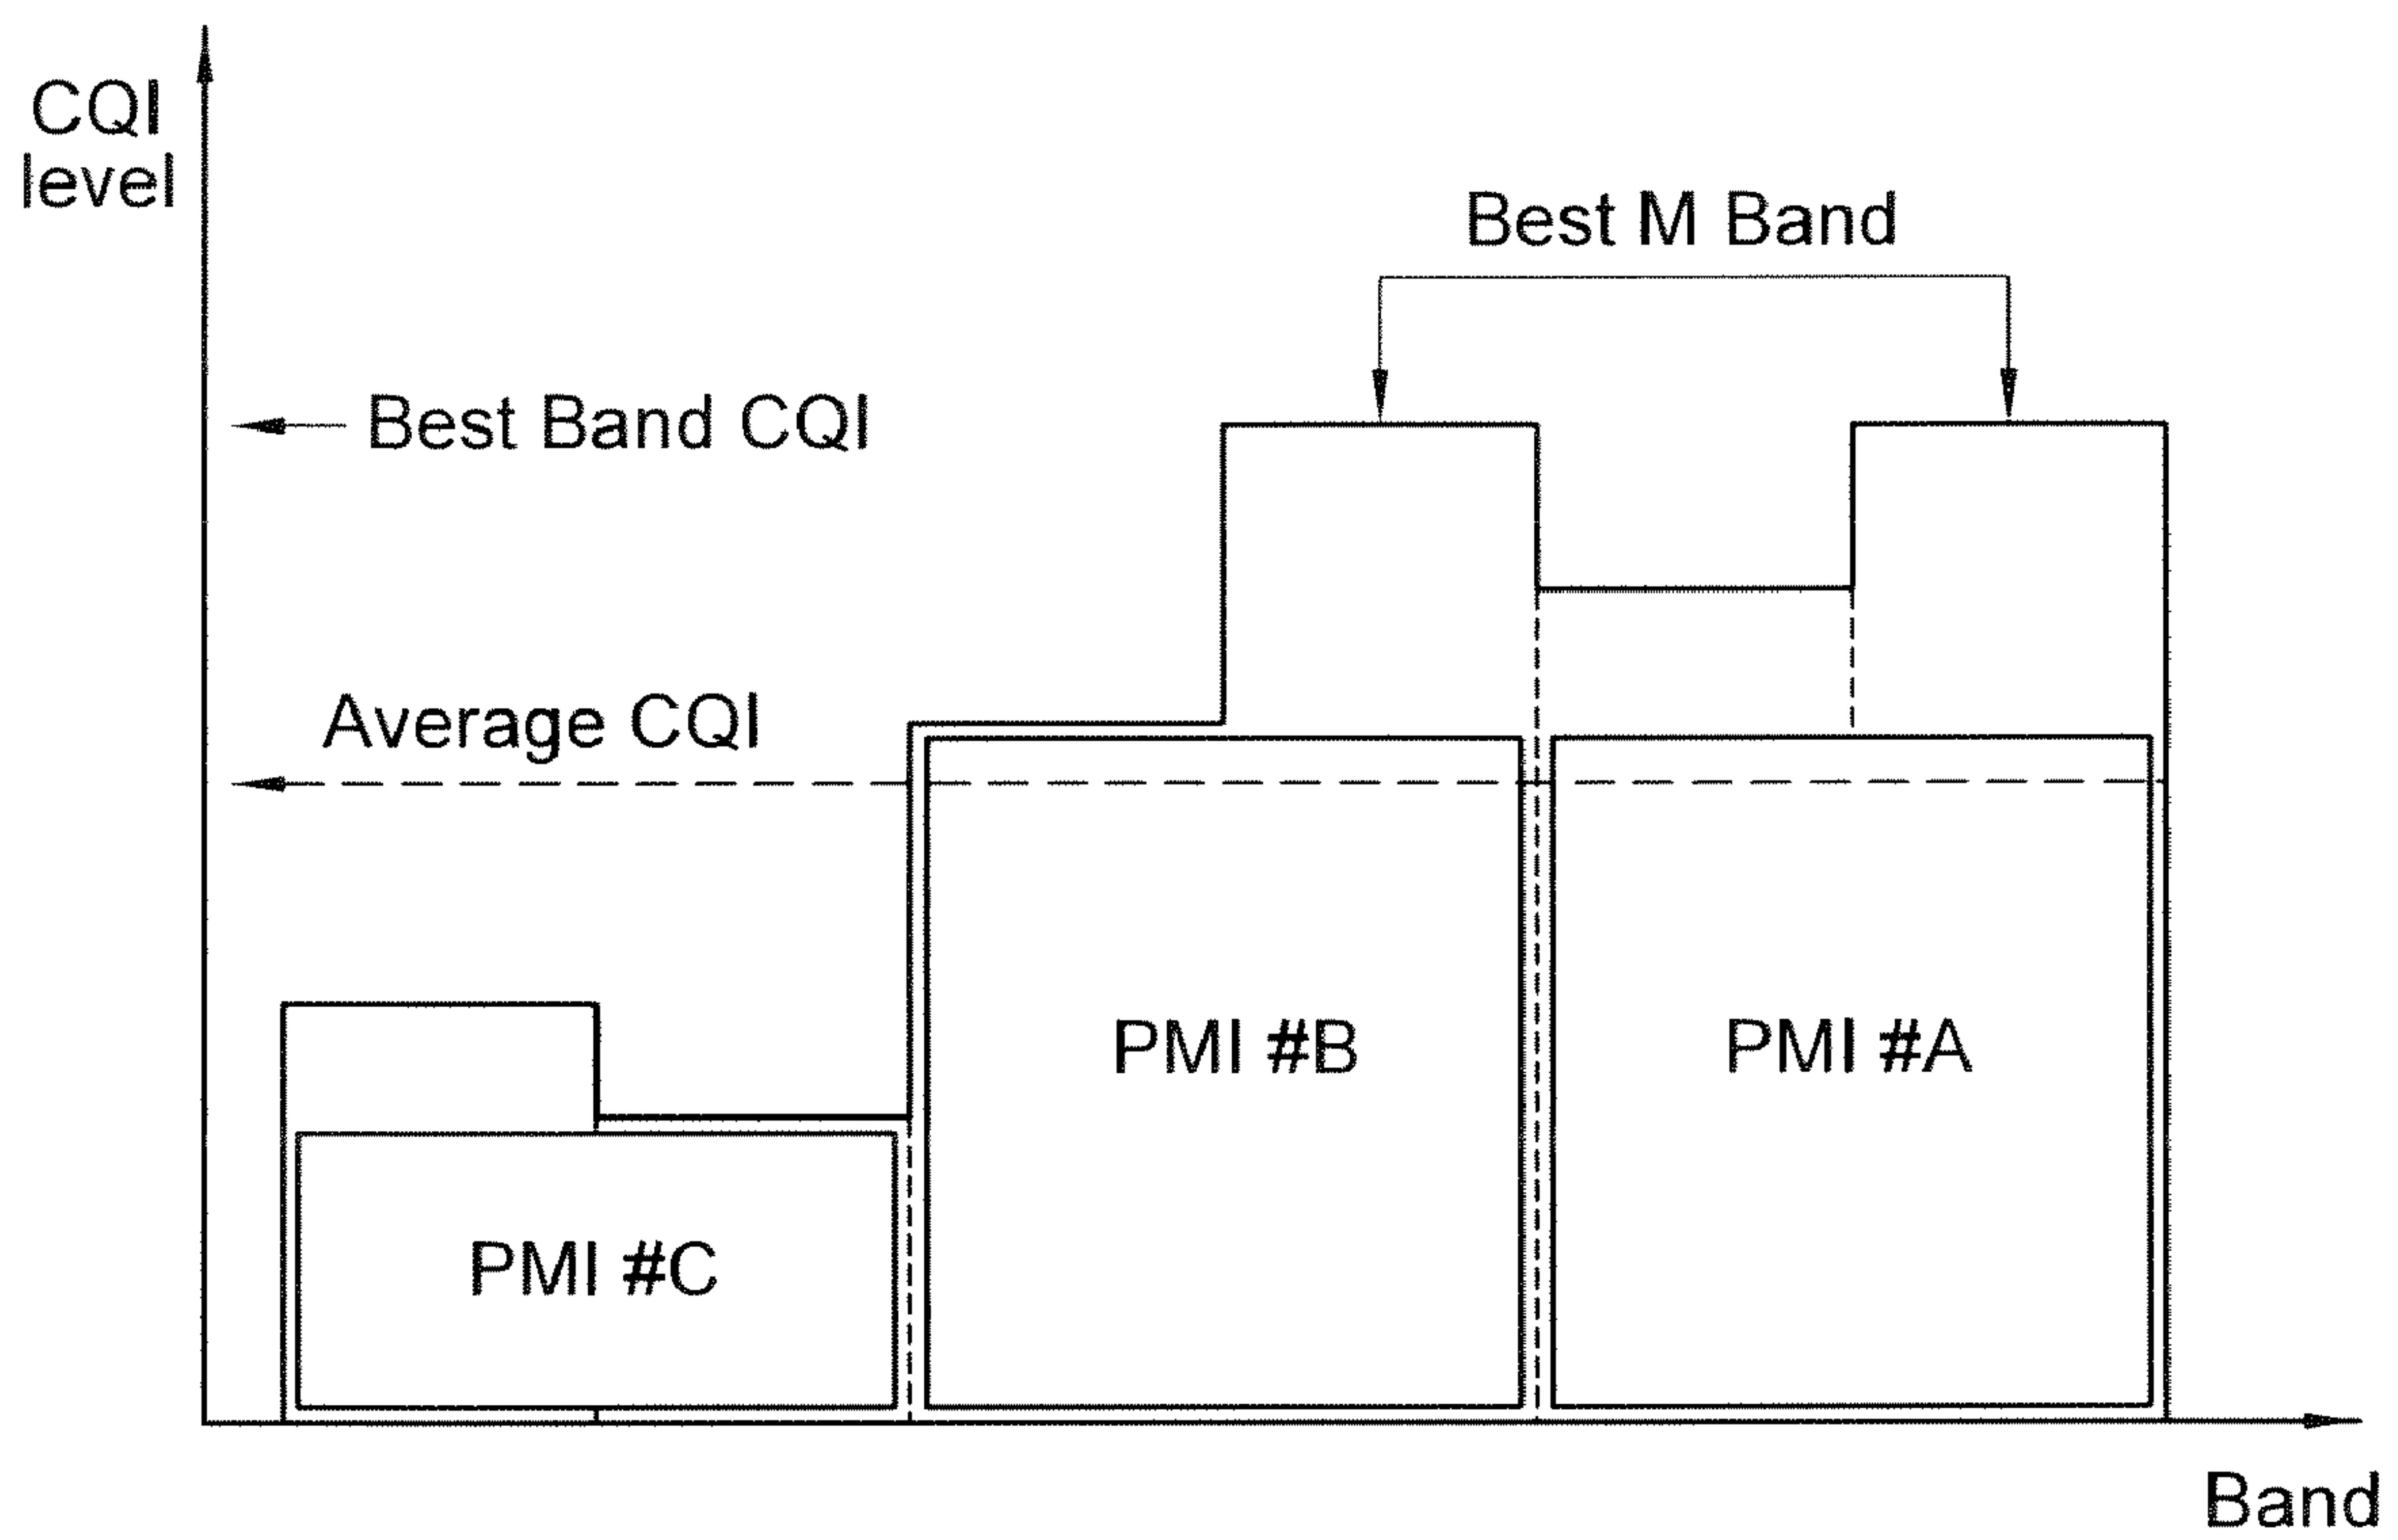 CQI
level
Best M Band
Best Band CQI
Average CQI
PMI #B
PMI #A
PMI #C
Band